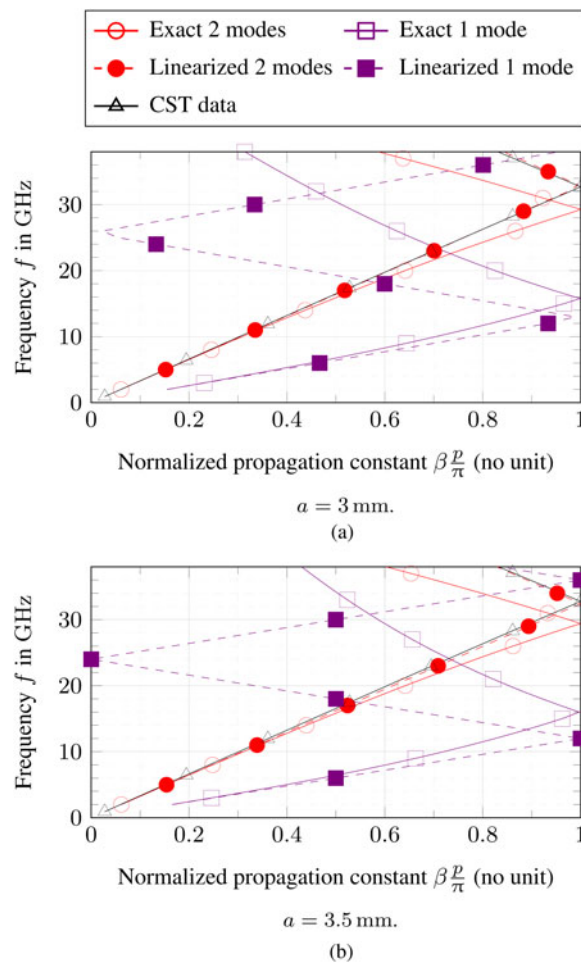 Exact 2 modes Exact 1 mode
Linearized 2 modes Linearized 1 mode
CST data
Frequency f in GHz
30
20
10
0
0 0.2 0.4 0.6 0.8 1
Normalized propagation constant β p/π (no unit)
a = 3 mm.
(a)
Frequency f in GHz
30
20
10
0
0 0.2 0.4 0.6 0.8 1
Normalized propagation constant β p/π (no unit)
a = 3.5 mm.
(b)